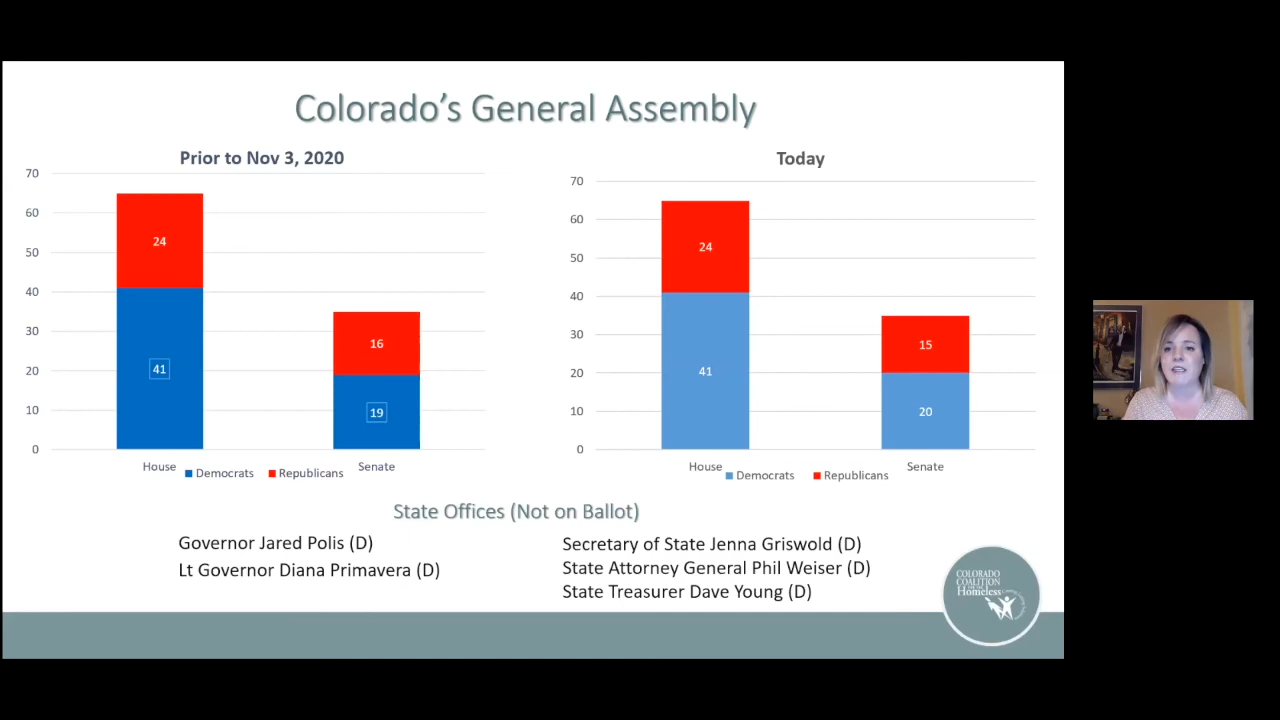 Colorado's General Assembly
Prior to Nov 3, 2020
70
60
50
40
30
20
10
0
24
41
16
19
House
Senate
Democrats
Republicans
Today
70
60
50
40
30
20
10
0
24
41
15
20
House
Senate
Democrats
Republicans
State Offices (Not on Ballot)
Governor Jared Polis (D)
Lt Governor Diana Primavera (D)
Secretary of State Jenna Griswold (D)
State Attorney General Phil Weiser (D)
State Treasurer Dave Young (D)
COLORADO
COALITION
FOR THE
Homeless